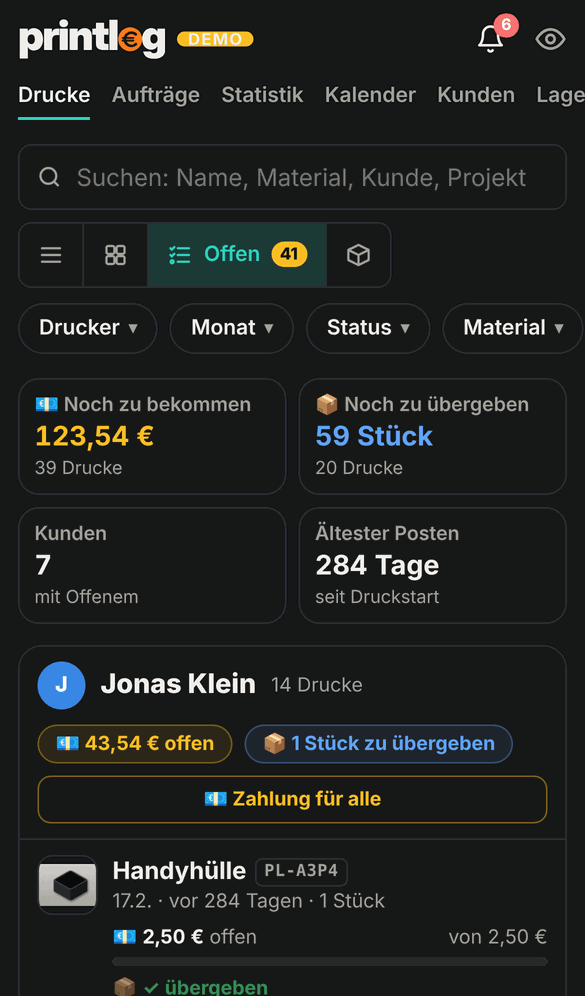 printlog DEMO 6
Drucke Aufträge Statistik Kalender Kunden Lage
Suchen: Name, Material, Kunde, Projekt
Offen 41
Drucker ▾ Monat ▾ Status ▾ Material ▾
Noch zu bekommen
123,54 €
39 Drucke
Noch zu übergeben
59 Stück
20 Drucke
Kunden
7
mit Offenem
Ältester Posten
284 Tage
seit Druckstart
J Jonas Klein 14 Drucke
43,54 € offen 1 Stück zu übergeben
Zahlung für alle
Handyhülle PL-A3P4
17.2. · vor 284 Tagen · 1 Stück
2,50 € offen von 2,50 €
✓ übergeben